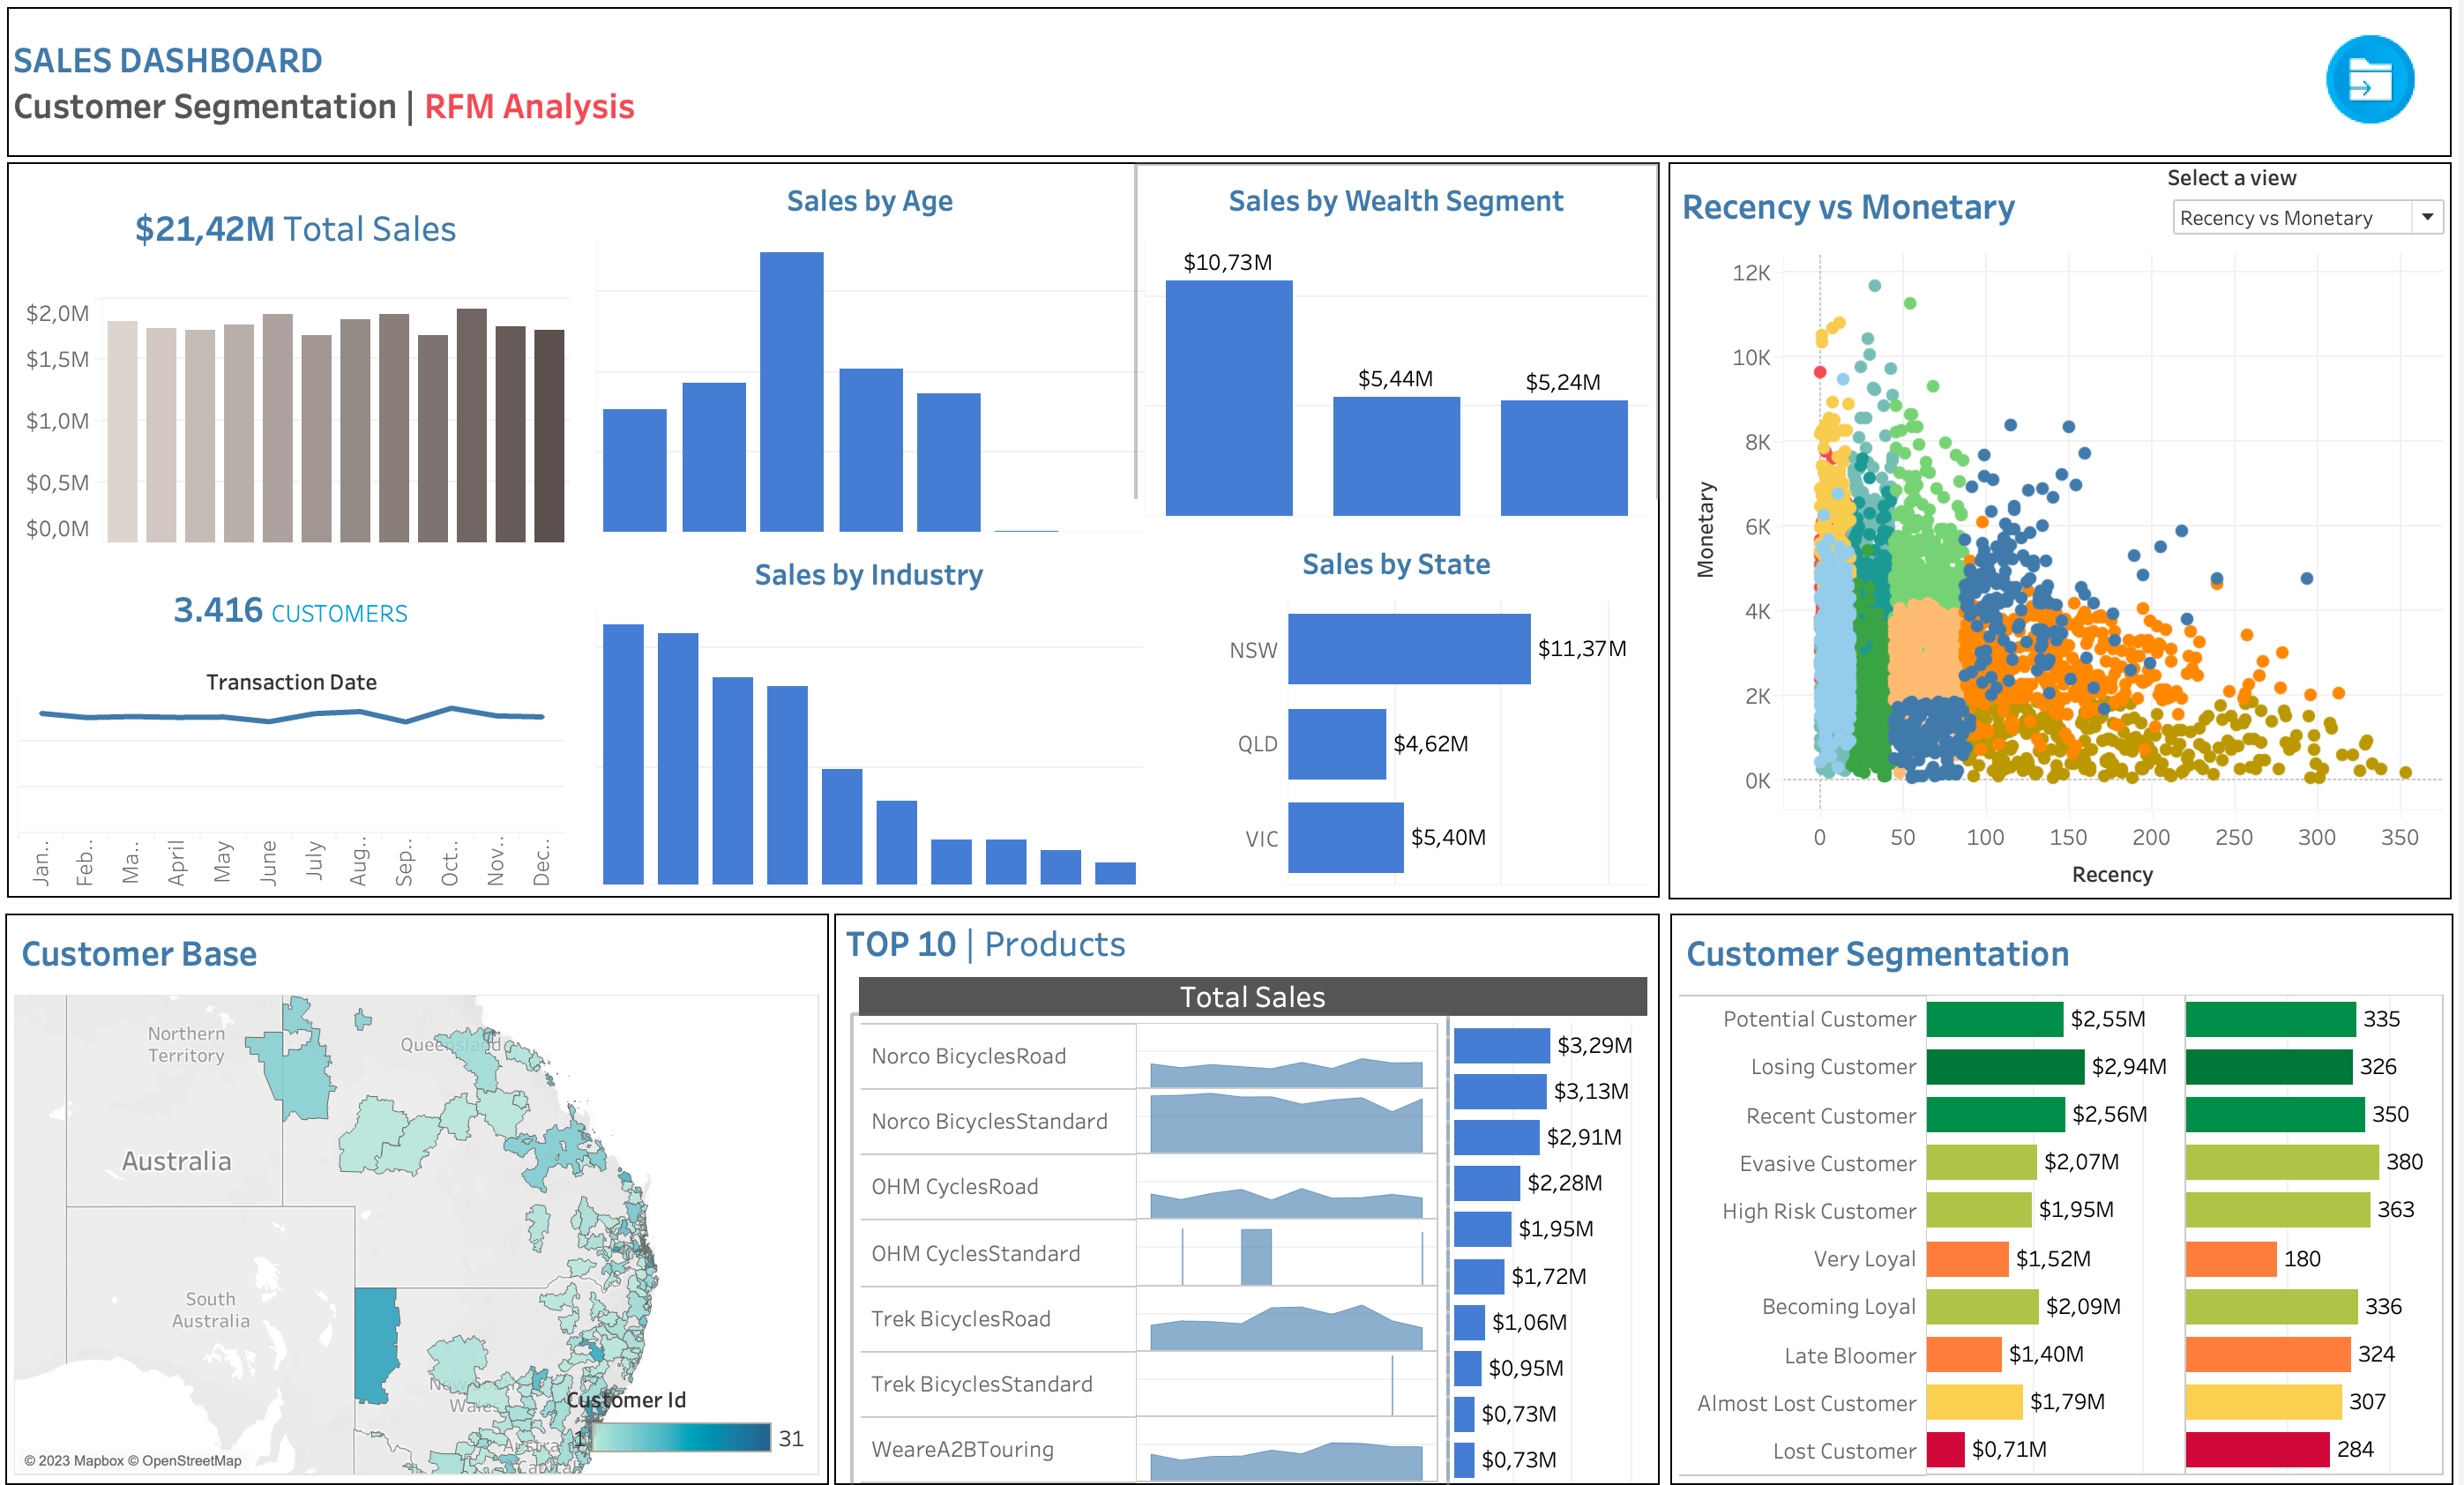 SALES DASHBOARD
Customer Segmentation | RFM Analysis
$21,42M Total Sales
$2,0M
$1,5M
$1,0M
$0,5M
$0,0M
3.416 CUSTOMERS
Transaction Date
Jan..
Feb..
Ma..
April
May
June
July
Aug..
Sep..
Oct..
Nov..
Dec..
Sales by Age
Sales by Industry
Sales by Wealth Segment
$10,73M
$5,44M
$5,24M
Sales by State
NSW
$11,37M
QLD
$4,62M
VIC
$5,40M
Select a view
Recency vs Monetary
Recency vs Monetary
Monetary
12K
10K
8K
6K
4K
2K
0K
0
50
100
150
200
250
300
350
Recency
Customer Base
Northern
Territory
Queensland
Australia
South
Australia
Wales
Customer Id
1
31
© 2023 Mapbox © OpenStreetMap
TOP 10 | Products
Total Sales
Norco BicyclesRoad
Norco BicyclesStandard
OHM CyclesRoad
OHM CyclesStandard
Trek BicyclesRoad
Trek BicyclesStandard
WeareA2BTouring
$3,29M
$3,13M
$2,91M
$2,28M
$1,95M
$1,72M
$1,06M
$0,95M
$0,73M
$0,73M
Customer Segmentation
Potential Customer $2,55M 335
Losing Customer $2,94M 326
Recent Customer $2,56M 350
Evasive Customer $2,07M 380
High Risk Customer $1,95M 363
Very Loyal $1,52M 180
Becoming Loyal $2,09M 336
Late Bloomer $1,40M 324
Almost Lost Customer $1,79M 307
Lost Customer $0,71M 284